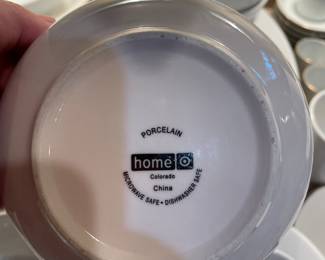 PORCELAIN
home
Colorado
China
MICROWAVE SAFE • DISHWASHER SAFE